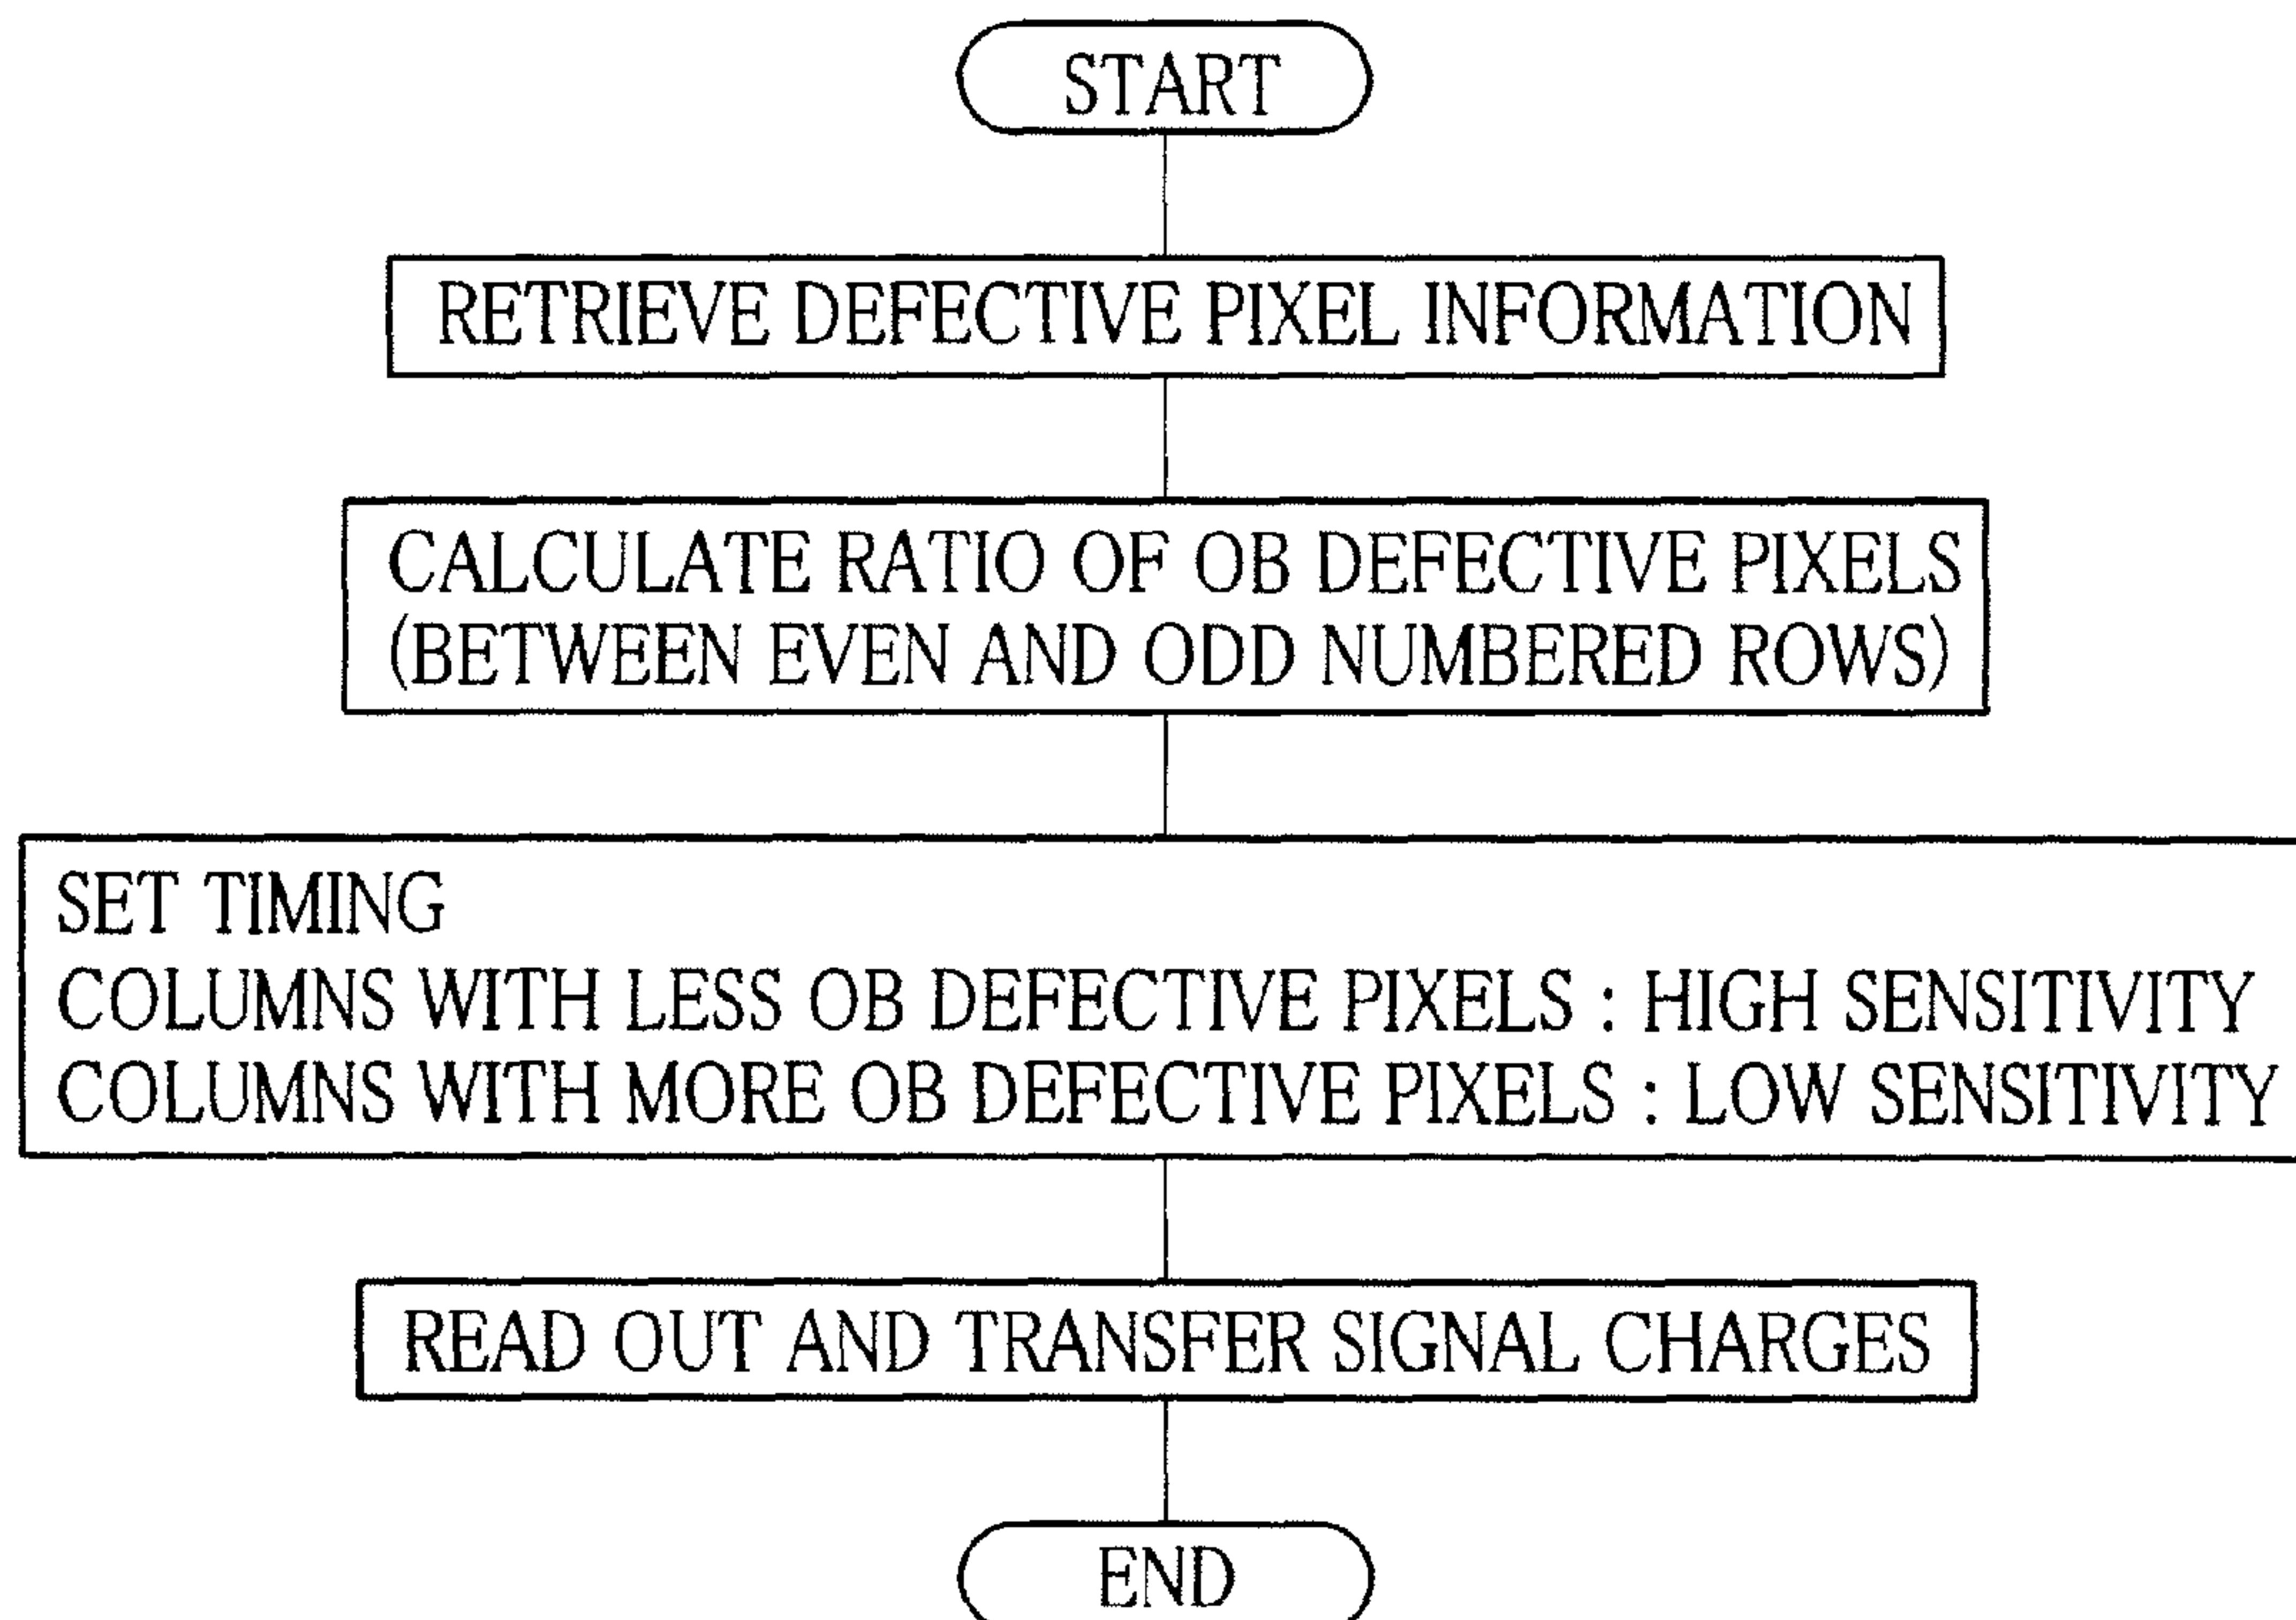 START
RETRIEVE DEFECTIVE PIXEL INFORMATION
CALCULATE RATIO OF OB DEFECTIVE PIXELS
(BETWEEN EVEN AND ODD NUMBERED ROWS)
SET TIMING
COLUMNS WITH LESS OB DEFECTIVE PIXELS : HIGH SENSITIVITY
COLUMNS WITH MORE OB DEFECTIVE PIXELS : LOW SENSITIVITY
READ OUT AND TRANSFER SIGNAL CHARGES
END